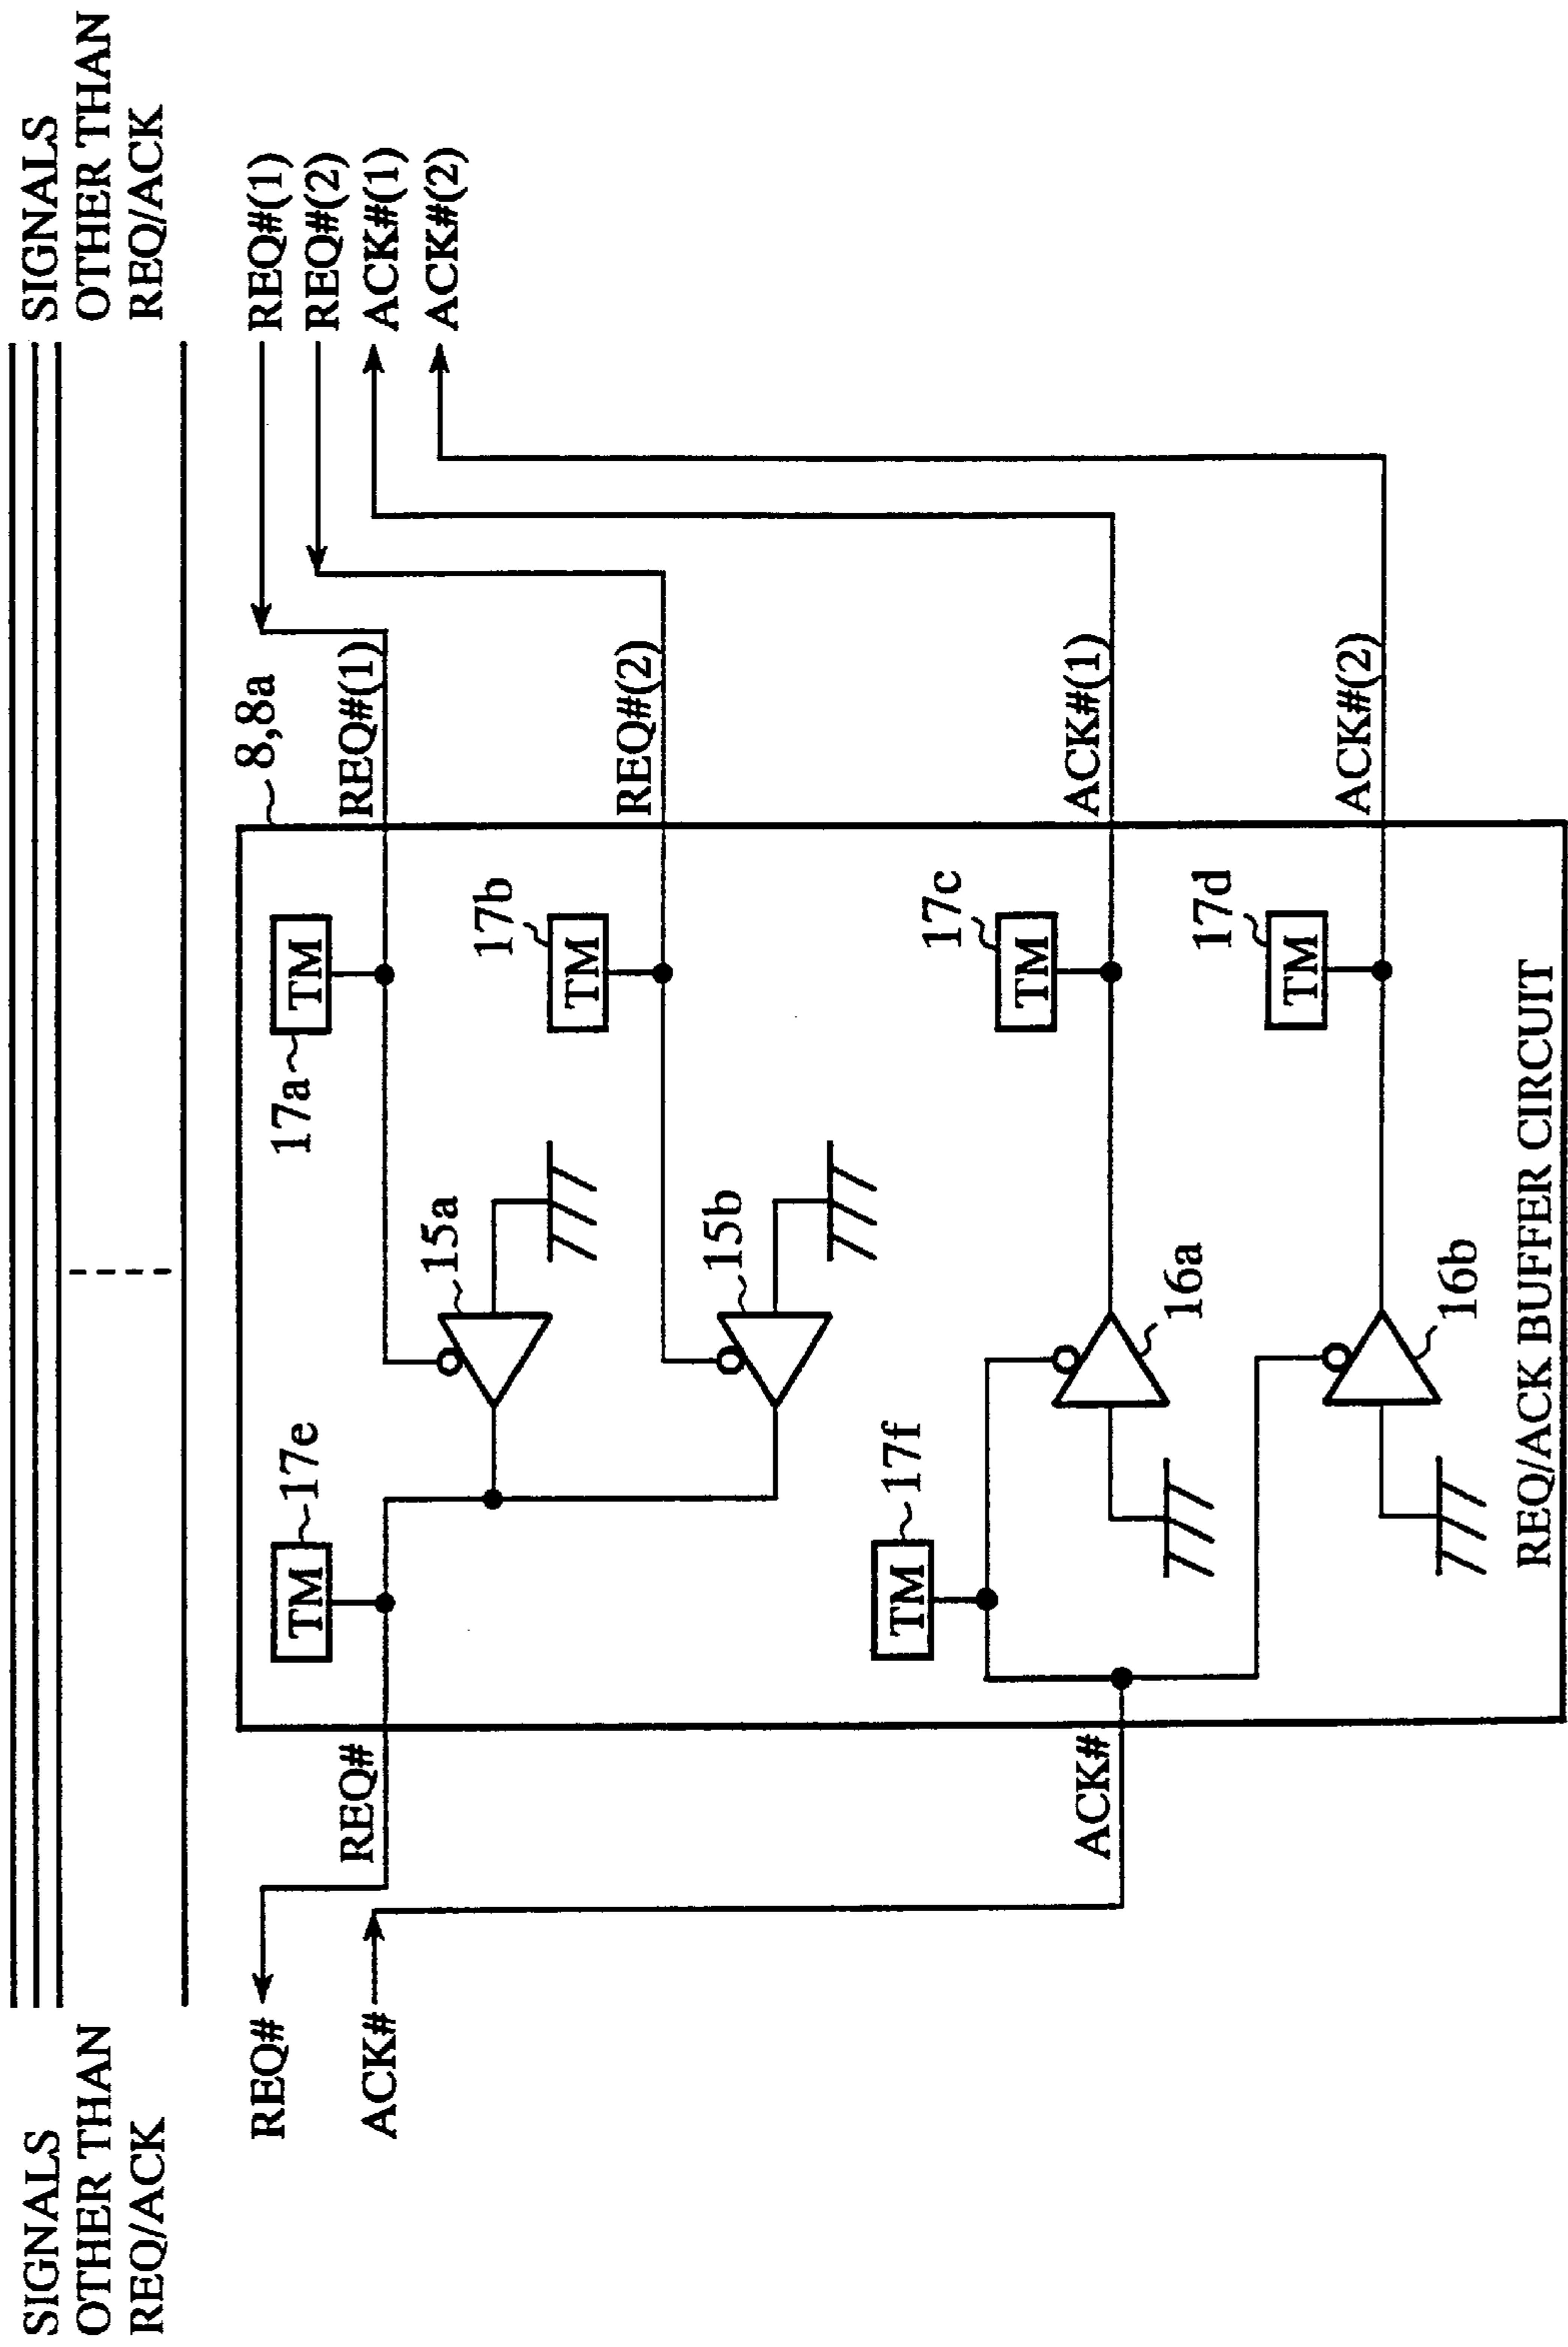 SIGNALS
OTHER THAN
REQ/ACK
SIGNALS
OTHER THAN
REQ/ACK
REQ#
ACK#
REQ#(1)
REQ#(2)
ACK#(1)
ACK#(2)
8,8a
REQ#
REQ#(1)
TM
17e
17a
TM
15a
REQ#(2)
17b
TM
15b
TM
17f
ACK#
ACK#(1)
17c
TM
16a
ACK#(2)
17d
TM
16b
REQ/ACK BUFFER CIRCUIT